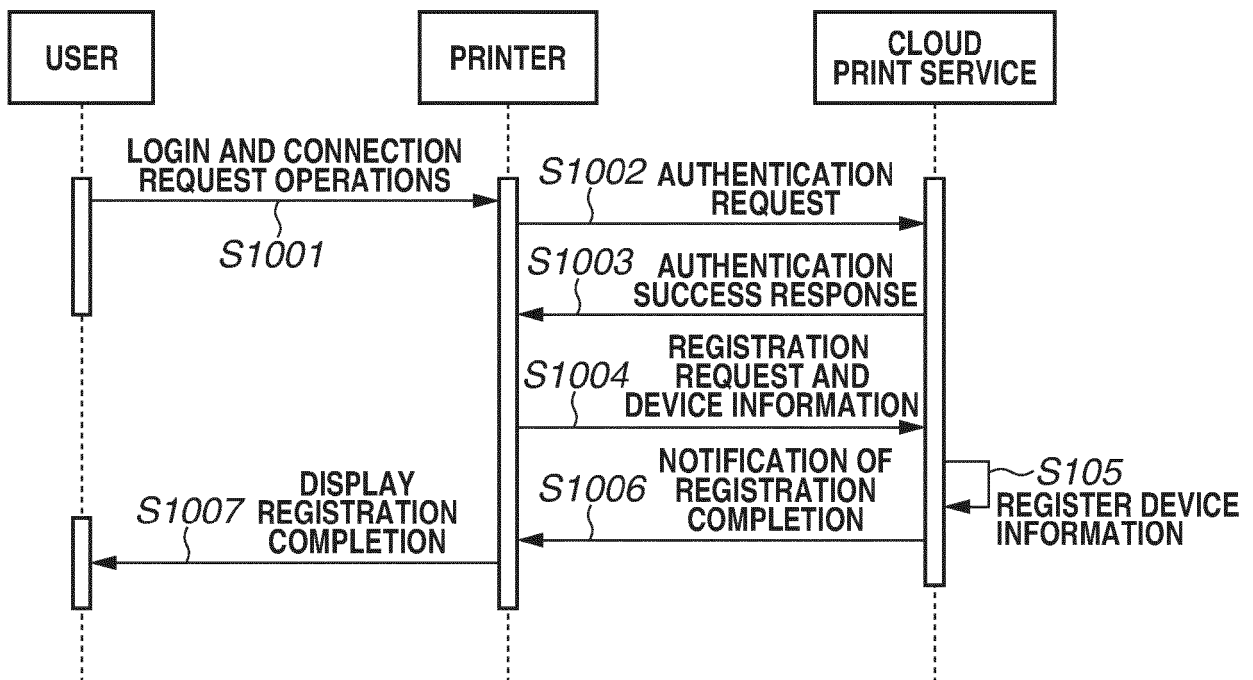 USER
PRINTER
CLOUD
PRINT SERVICE
LOGIN AND CONNECTION
REQUEST OPERATIONS
S1001
S1002
AUTHENTICATION
REQUEST
S1003
AUTHENTICATION
SUCCESS RESPONSE
S1004
REGISTRATION
REQUEST AND
DEVICE INFORMATION
S105
REGISTER DEVICE
INFORMATION
S1006
NOTIFICATION OF
REGISTRATION
COMPLETION
S1007
DISPLAY
REGISTRATION
COMPLETION